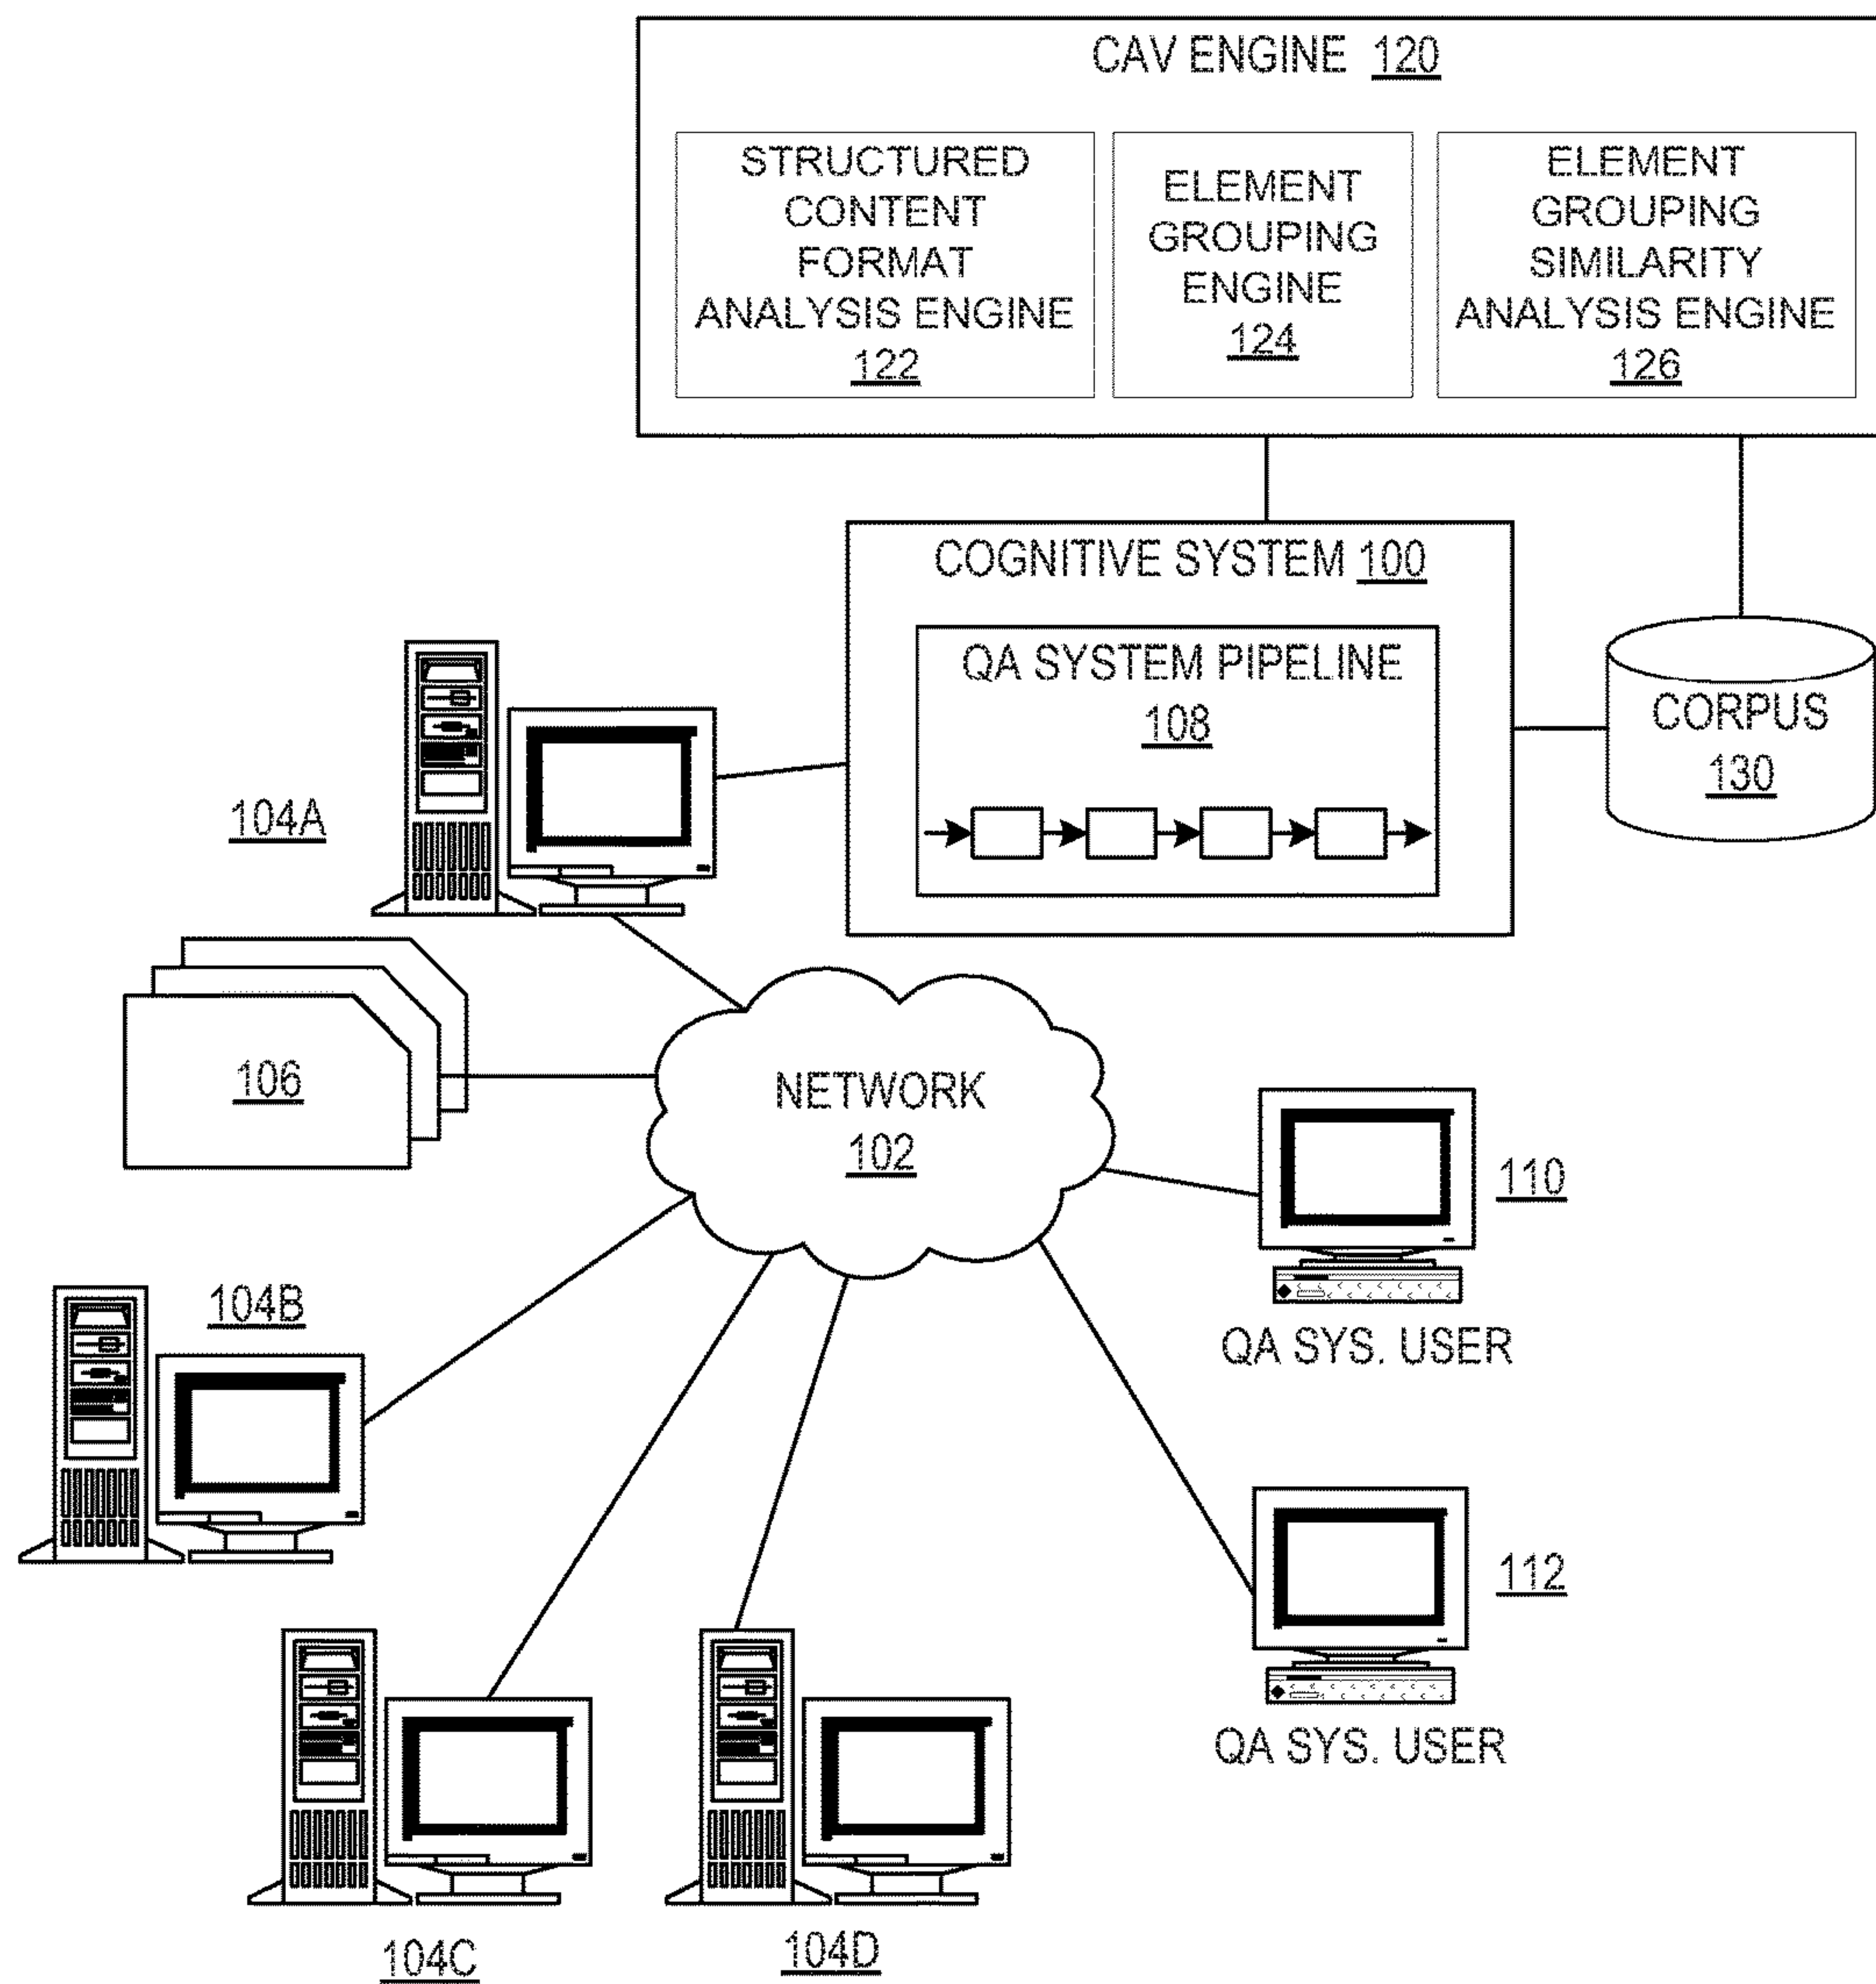 CAV ENGINE 120
STRUCTURED
CONTENT
FORMAT
ANALYSIS ENGINE
122
ELEMENT
GROUPING
ENGINE
124
ELEMENT
GROUPING
SIMILARITY
ANALYSIS ENGINE
126
COGNITIVE SYSTEM 100
QA SYSTEM PIPELINE
108
CORPUS
130
104A
106
NETWORK
102
110
QA SYS. USER
104B
112
QA SYS. USER
104C
104D